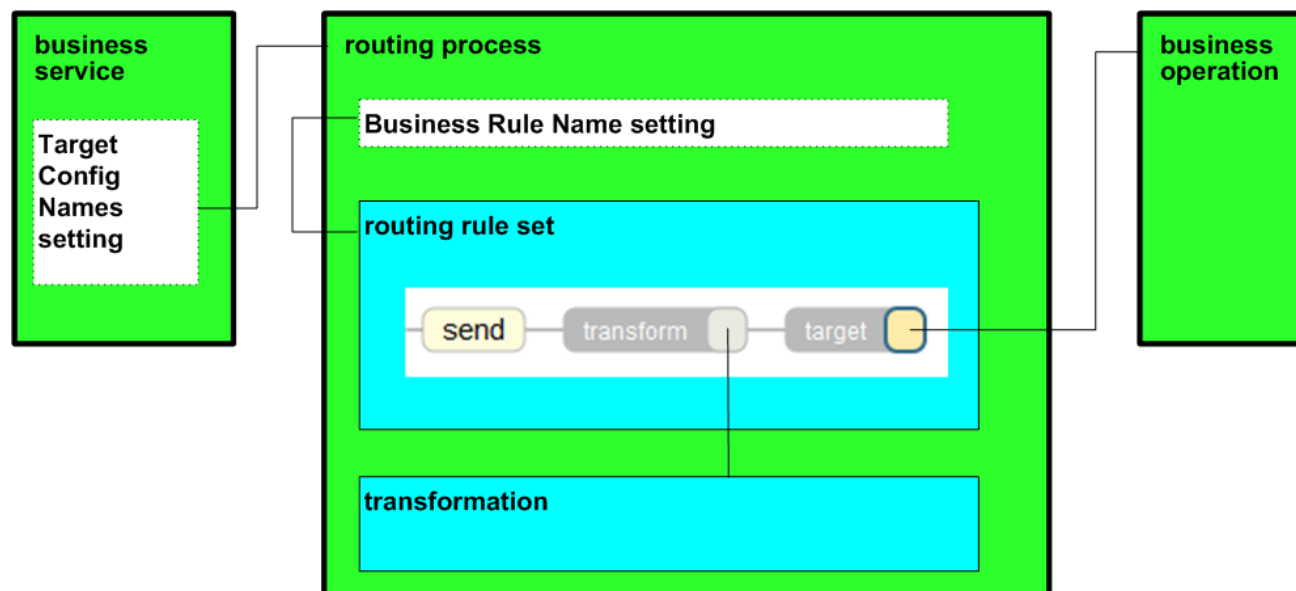 business
service
Target
Config
Names
setting
routing process
Business Rule Name setting
routing rule set
send
transform
target
transformation
business
operation